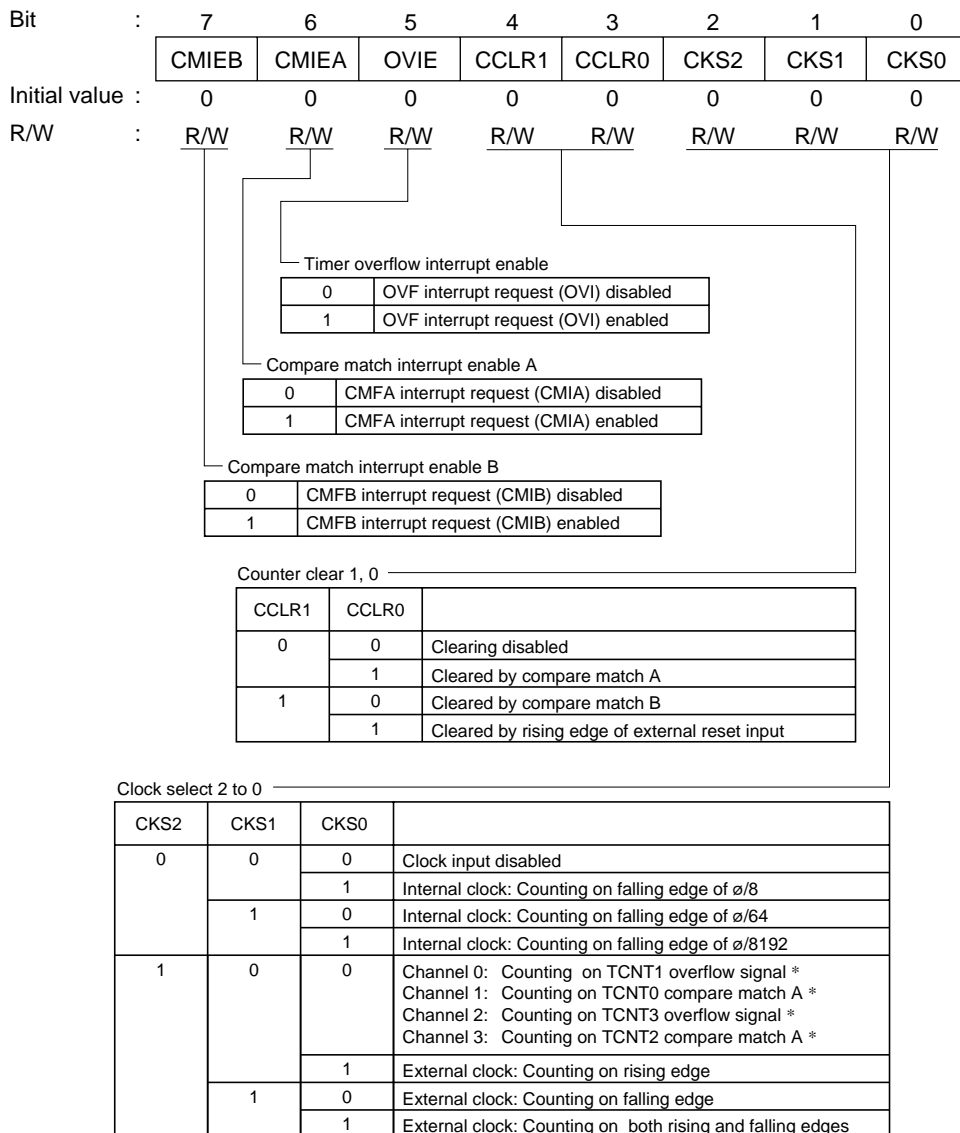 Bit : 7 6 5 4 3 2 1 0
CMIEB CMIEA OVIE CCLR1 CCLR0 CKS2 CKS1 CKS0
Initial value : 0 0 0 0 0 0 0 0
R/W : R/W R/W R/W R/W R/W R/W R/W R/W
Timer overflow interrupt enable
0 OVF interrupt request (OVI) disabled
1 OVF interrupt request (OVI) enabled
Compare match interrupt enable A
0 CMFA interrupt request (CMIA) disabled
1 CMFA interrupt request (CMIA) enabled
Compare match interrupt enable B
0 CMFB interrupt request (CMIB) disabled
1 CMFB interrupt request (CMIB) enabled
Counter clear 1, 0
CCLR1 CCLR0
0 0 Clearing disabled
1 Cleared by compare match A
1 0 Cleared by compare match B
1 Cleared by rising edge of external reset input
Clock select 2 to 0
CKS2 CKS1 CKS0
0 0 0 Clock input disabled
1 Internal clock: Counting on falling edge of ø/8
1 0 Internal clock: Counting on falling edge of ø/64
1 Internal clock: Counting on falling edge of ø/8192
1 0 0 Channel 0: Counting on TCNT1 overflow signal *
Channel 1: Counting on TCNT0 compare match A *
Channel 2: Counting on TCNT3 overflow signal *
Channel 3: Counting on TCNT2 compare match A *
1 External clock: Counting on rising edge
1 0 External clock: Counting on falling edge
1 External clock: Counting on both rising and falling edges